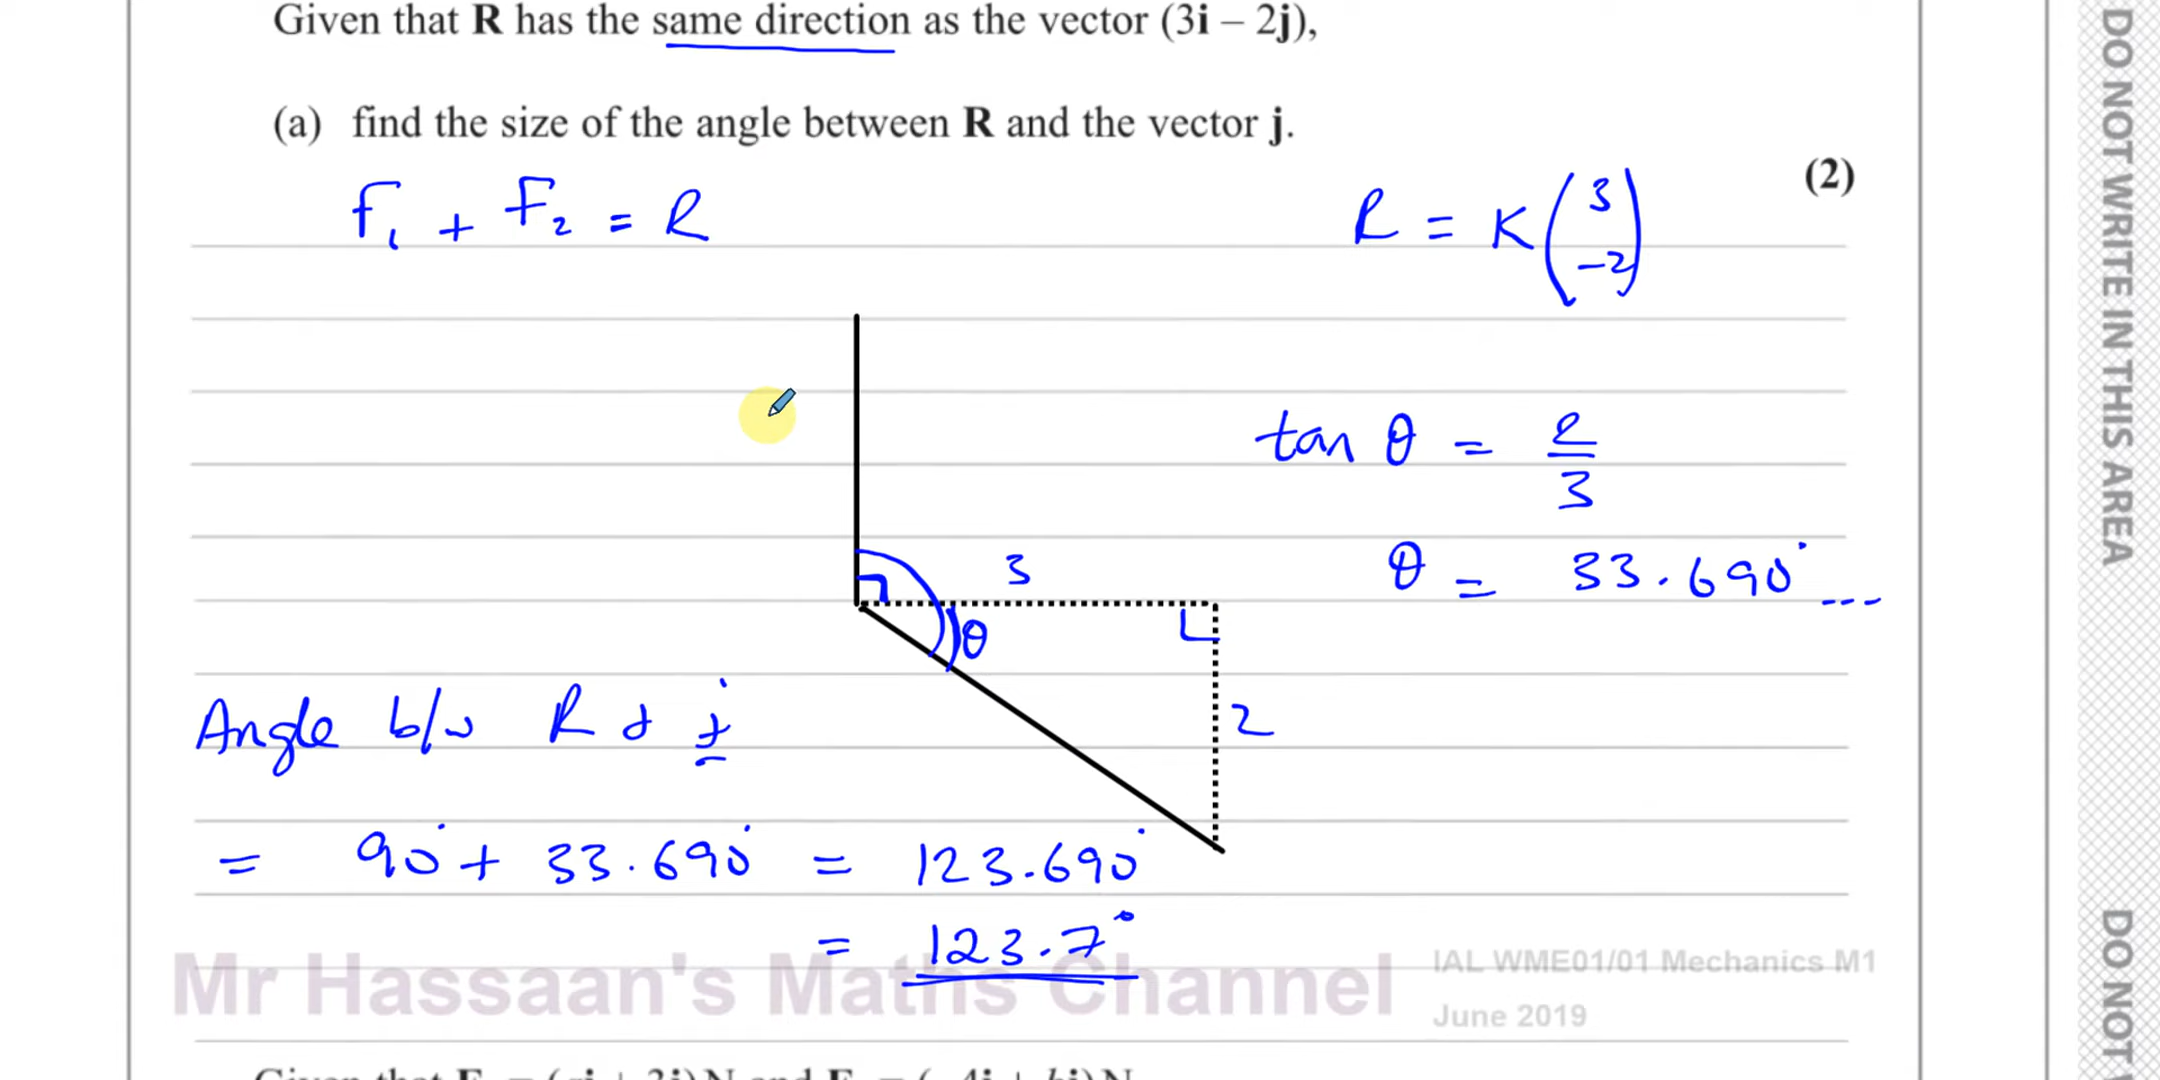 Given that R has the same direction as the vector (3i – 2j),
(a) find the size of the angle between R and the vector j.
(2)
F₁ + F₂ = R
R = K(3 -2)
tan θ = 2/3
3
θ = 33.690° ...
θ
2
Angle b/w R & j
= 90° + 33.690° = 123.690°
= 123.7°
Mr Hassaan's Maths Channel
IAL WME01/01 Mechanics M1
June 2019
DO NOT WRITE IN THIS AREA
DO NOT